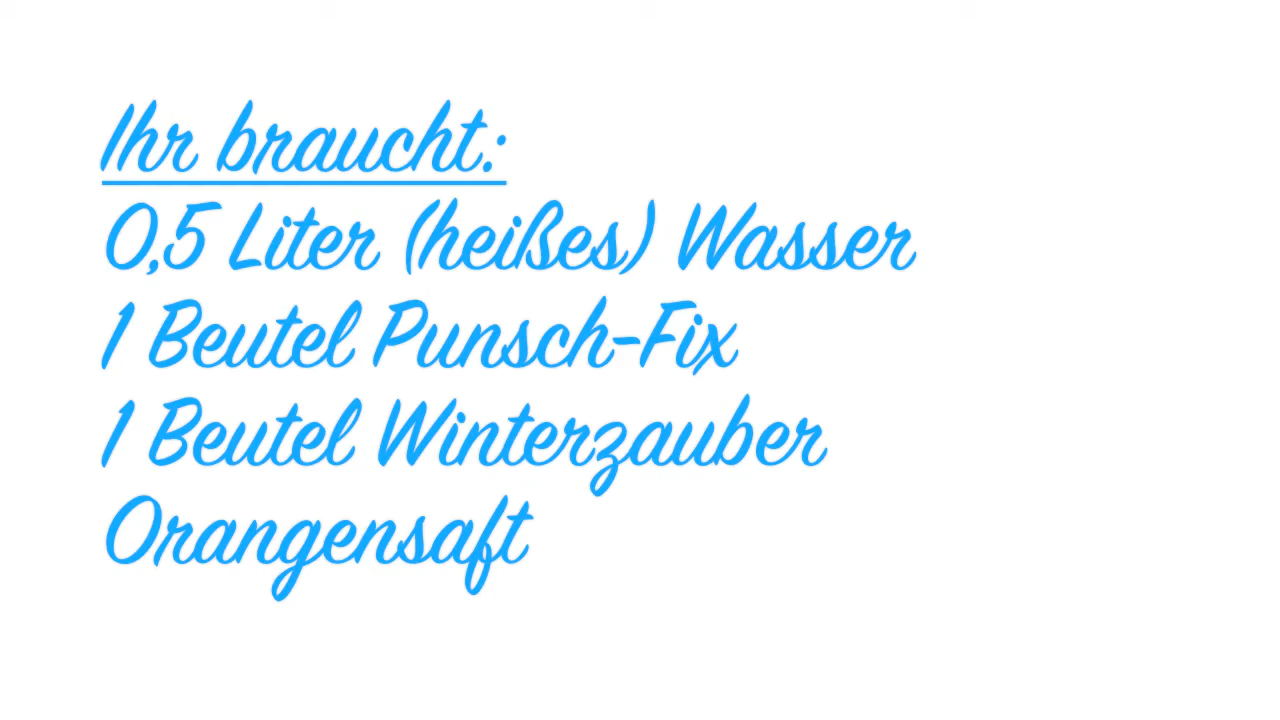 Ihr braucht:
0,5 Liter (heißes) Wasser
1 Beutel Punsch-Fix
1 Beutel Winterzauber
Orangensaft